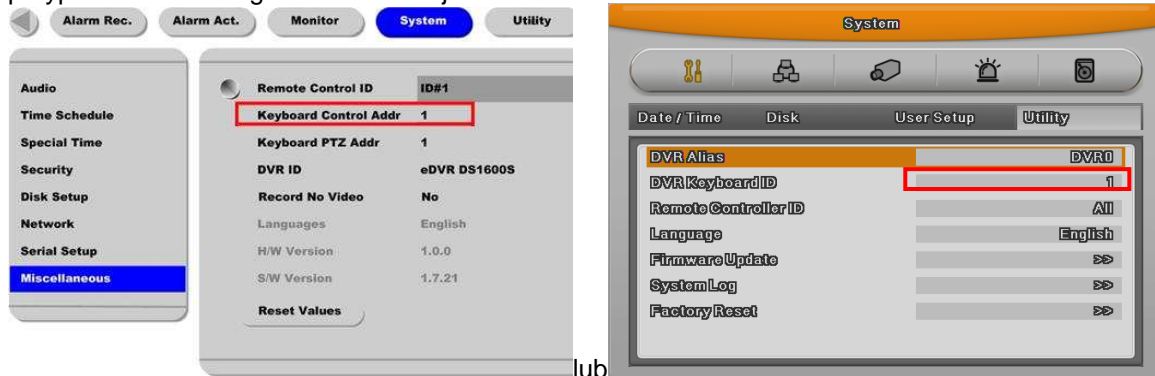 Alarm Rec. Alarm Act. Monitor System Utility
Audio
Time Schedule
Special Time
Security
Disk Setup
Network
Serial Setup
Miscellaneous
Remote Control ID ID#1
Keyboard Control Addr 1
Keyboard PTZ Addr 1
DVR ID eDVR DS1600S
Record No Video No
Languages English
H/W Version 1.0.0
S/W Version 1.7.21
Reset Values
lub
System
Date / Time Disk User Setup Utility
DVR Alias DVR0
DVR Keyboard ID 1
Remote Controller ID All
Language English
Firmware Update >>
System Log >>
Factory Reset >>